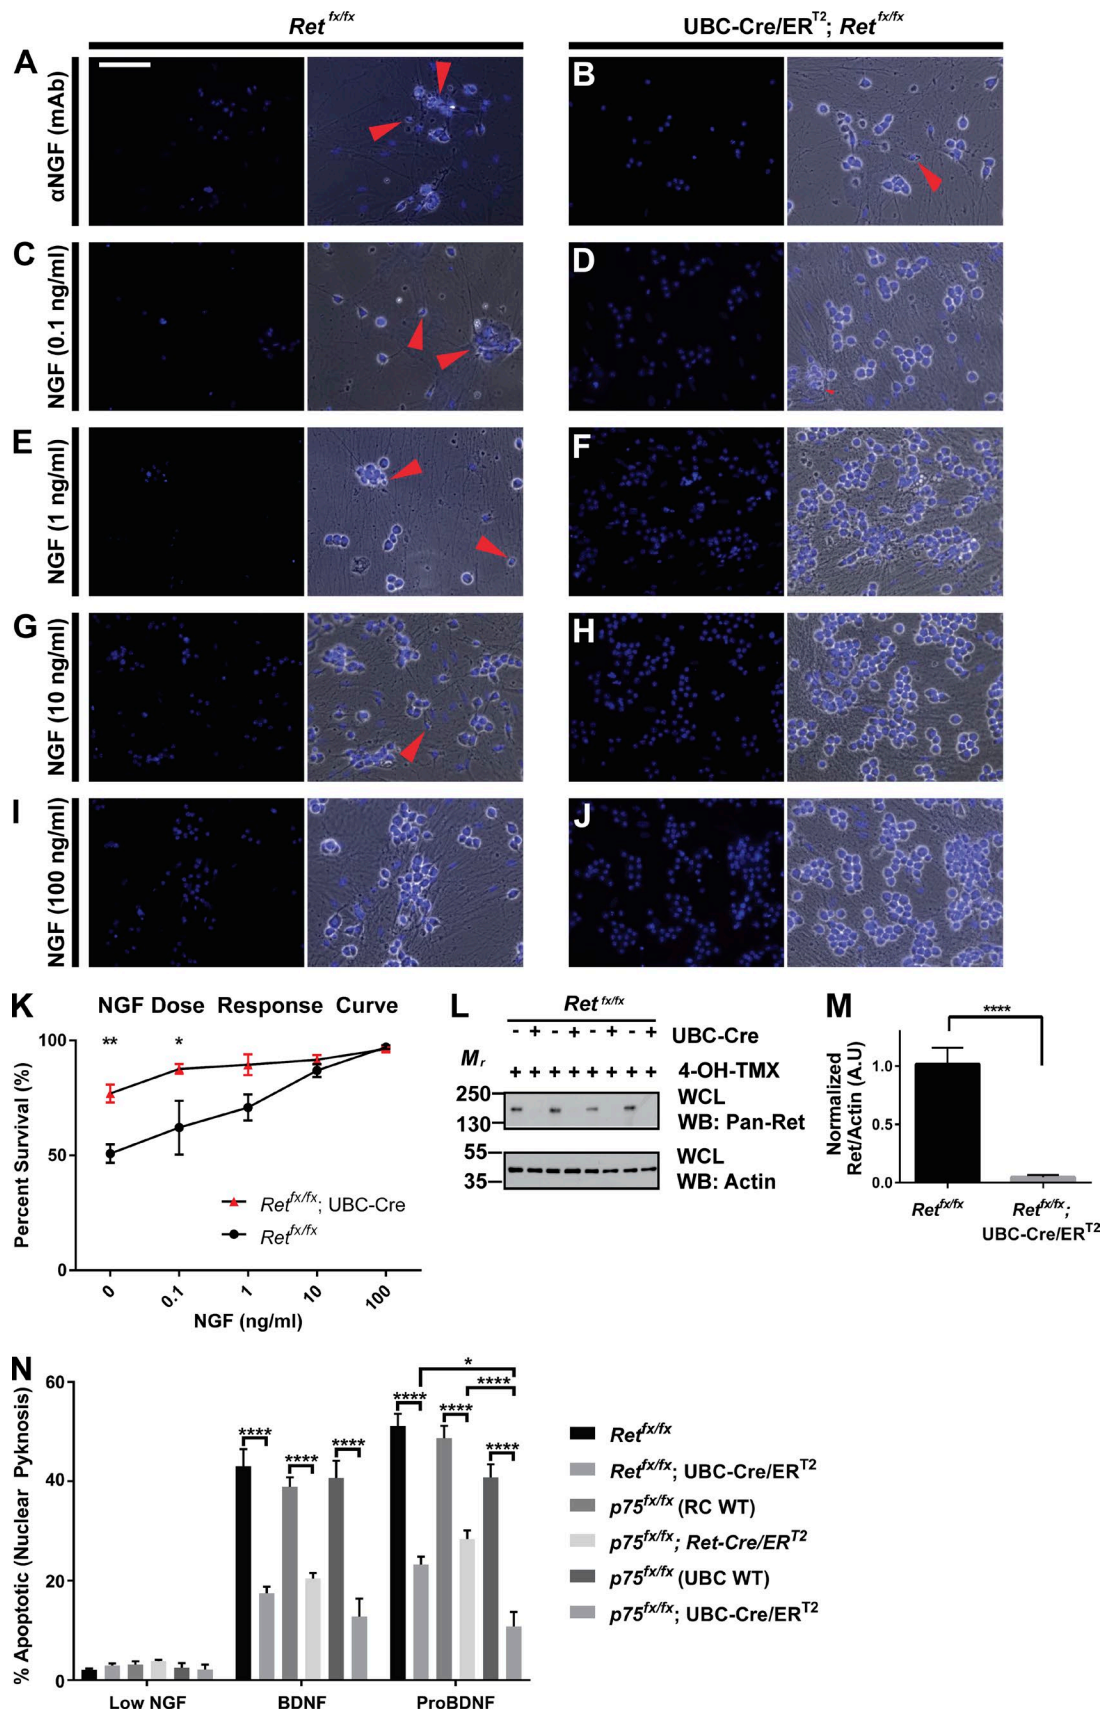 Ret fx/fx
UBC-Cre/ER T2; Ret fx/fx
A
αNGF (mAb)
B
C
NGF (0.1 ng/ml)
D
E
NGF (1 ng/ml)
F
G
NGF (10 ng/ml)
H
I
NGF (100 ng/ml)
J
K
NGF Dose Response Curve
Percent Survival (%)
100
50
0
** *
Ret fx/fx; UBC-Cre
Ret fx/fx
0 0.1 1 10 100
NGF (ng/ml)
L
Ret fx/fx
- + - + - + - + UBC-Cre
Mr
+ + + + + + + + 4-OH-TMX
250
130
WCL
WB: Pan-Ret
55
35
WCL
WB: Actin
M
****
Normalized
Ret/Actin (A.U)
1.0
0.5
0.0
Ret fx/fx
Ret fx/fx;
UBC-Cre/ER T2
N
% Apoptotic (Nuclear Pyknosis)
60
40
20
0
**** **** ****
**** **** ****
*
****
Low NGF BDNF ProBDNF
Ret fx/fx
Ret fx/fx; UBC-Cre/ER T2
p75 fx/fx (RC WT)
p75 fx/fx; Ret-Cre/ER T2
p75 fx/fx (UBC WT)
p75 fx/fx; UBC-Cre/ER T2